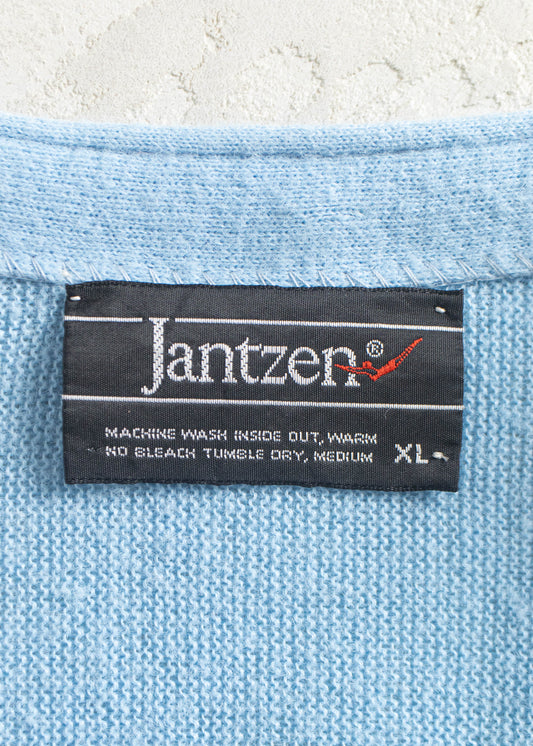 Jantzen®
MACHINE WASH INSIDE OUT, WARM
NO BLEACH TUMBLE DRY, MEDIUM XL